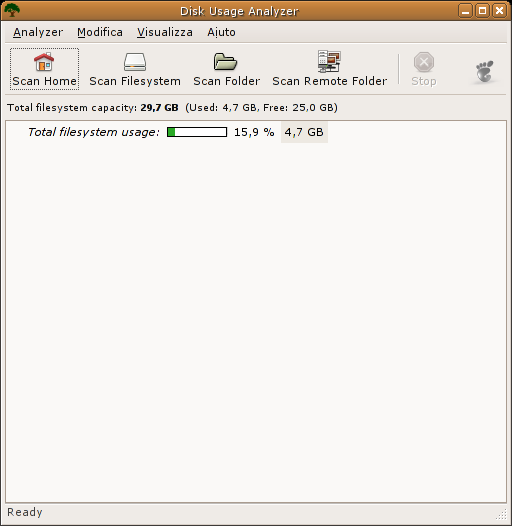 Disk Usage Analyzer
Analyzer Modifica Visualizza Aiuto
Scan Home Scan Filesystem Scan Folder Scan Remote Folder Stop
Total filesystem capacity: 29,7 GB (Used: 4,7 GB, Free: 25,0 GB)
Total filesystem usage: 15,9 % 4,7 GB
Ready